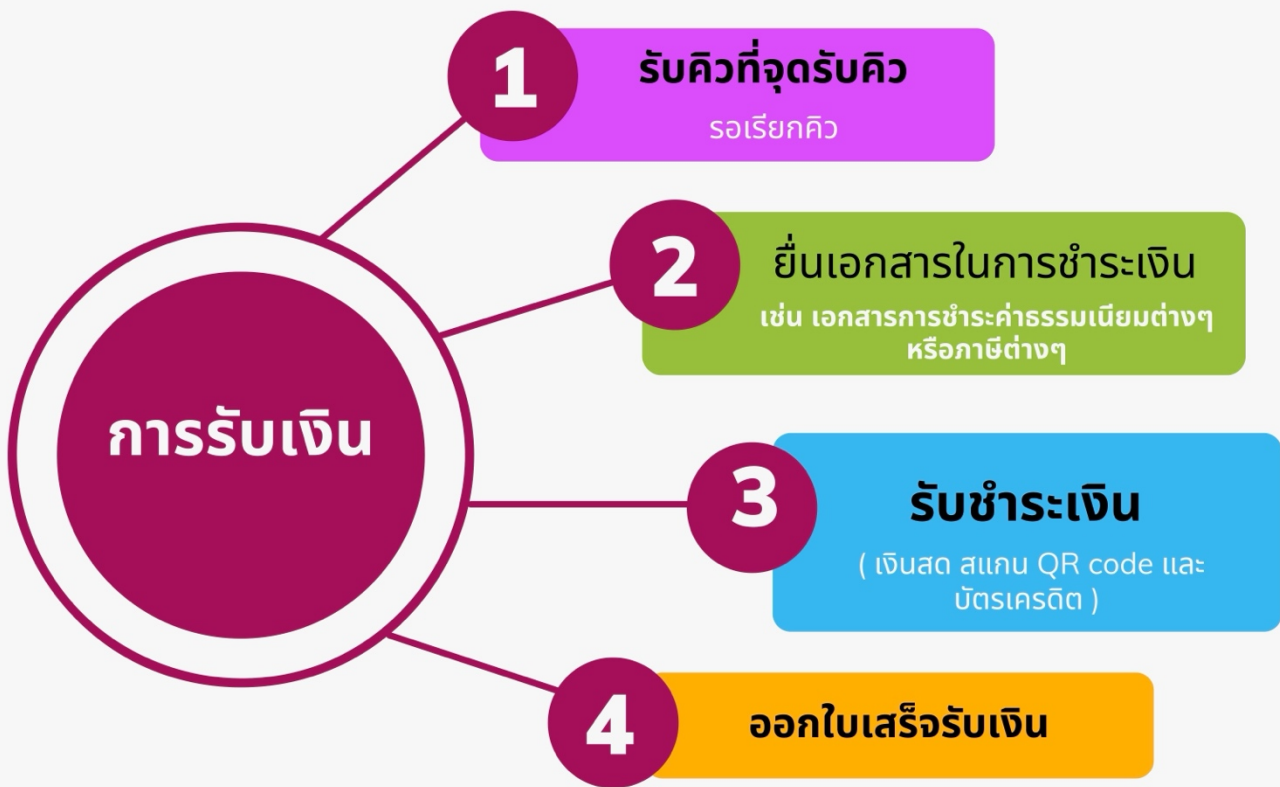 1
รับคิวที่จุดรับคิว
รอเรียกคิว
2
ยื่นเอกสารในการชำระเงิน
เช่น เอกสารการชำระค่าธรรมเนียมต่างๆ
หรือภาษีต่างๆ
การรับเงิน
3
รับชำระเงิน
( เงินสด สแกน QR code และ
บัตรเครดิต )
4
ออกใบเสร็จรับเงิน